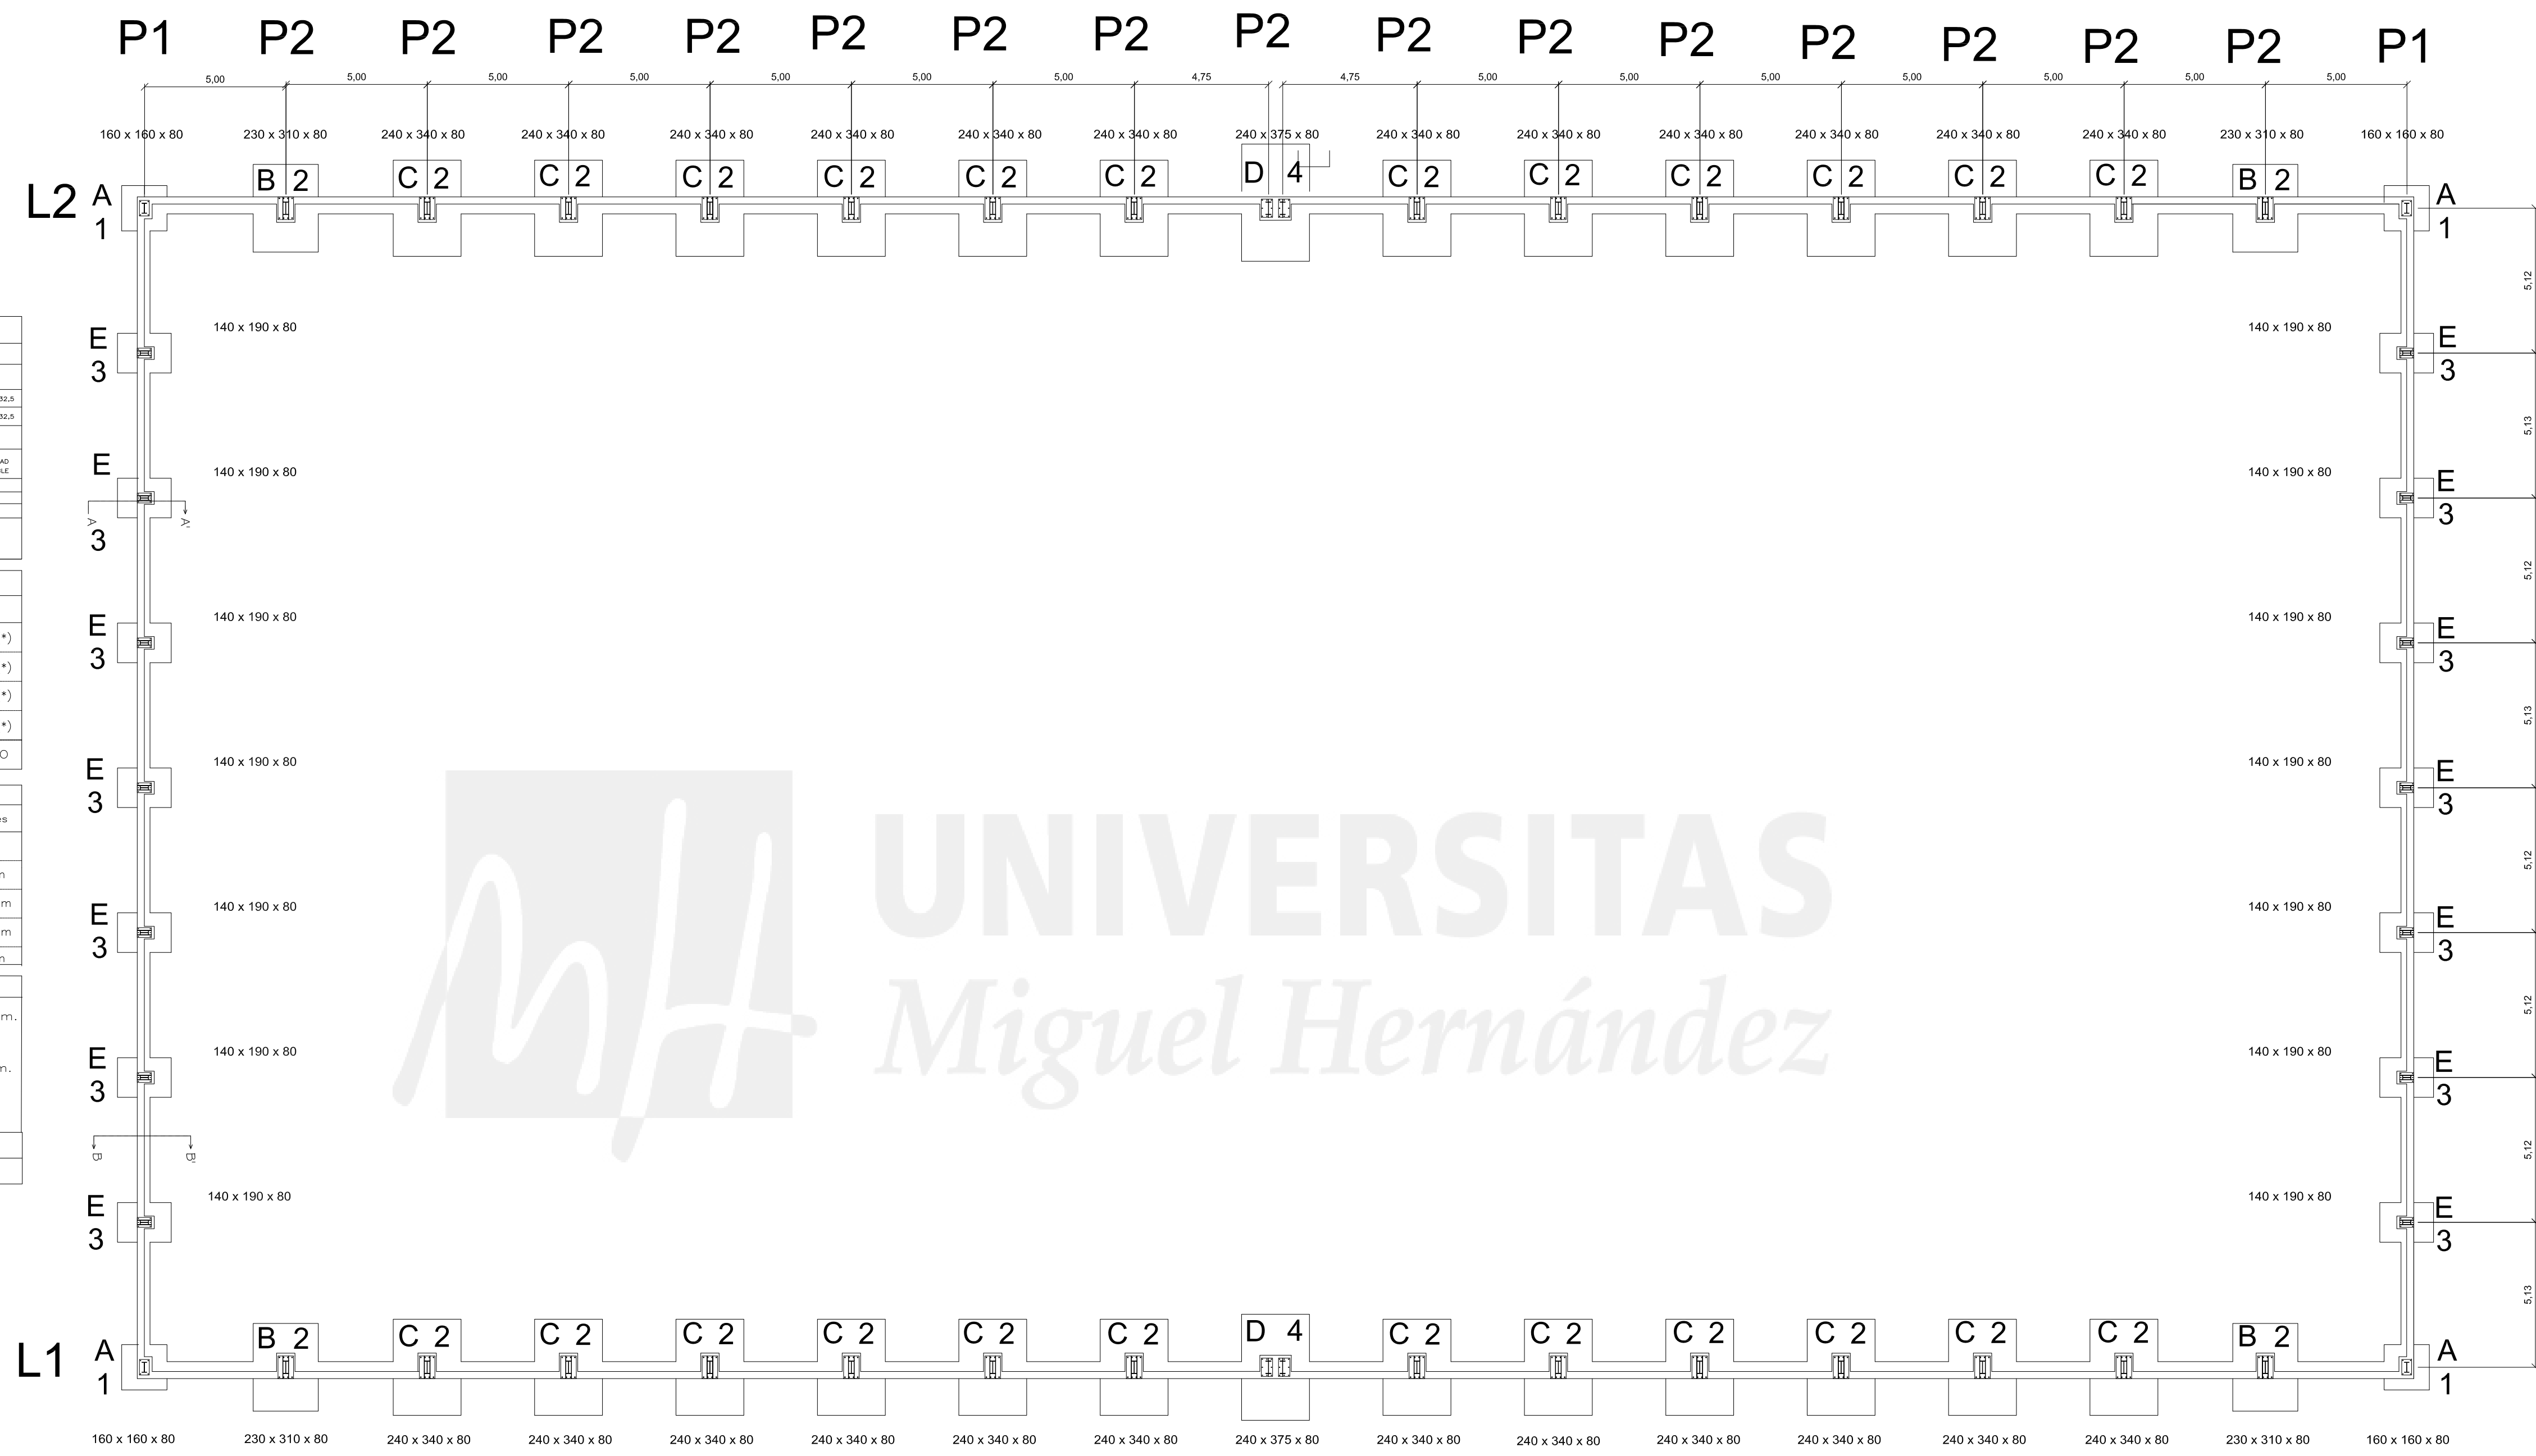 P1 P2 P2 P2 P2 P2 P2 P2 P2 P2 P2 P2 P2 P2 P2 P2 P1
5,00 5,00 5,00 5,00 5,00 5,00 5,00 4,75 4,75 5,00 5,00 5,00 5,00 5,00 5,00 5,00
160 x 160 x 80 230 x 310 x 80 240 x 340 x 80 240 x 340 x 80 240 x 340 x 80 240 x 340 x 80 240 x 340 x 80 240 x 340 x 80 240 x 375 x 80 240 x 340 x 80 240 x 340 x 80 240 x 340 x 80 240 x 340 x 80 240 x 340 x 80 240 x 340 x 80 230 x 310 x 80 160 x 160 x 80
L2 A B 2 C 2 C 2 C 2 C 2 C 2 C 2 D 4 C 2 C 2 C 2 C 2 C 2 C 2 B 2 A
1 1
5,12
E 140 x 190 x 80 140 x 190 x 80 E
3 3
32,5
32,5
5,13
AD
LE
E 140 x 190 x 80 140 x 190 x 80 E
A A'
3 3
5,12
E 140 x 190 x 80 140 x 190 x 80 E
*)
3 3
*)
*)
5,13
*)
O
E 140 x 190 x 80 140 x 190 x 80 E
3 3
es
5,12
n
m
E 140 x 190 x 80 140 x 190 x 80 E
m
3 3
n
UNIVERSITAS
Miguel Hernández
5,12
m.
E 140 x 190 x 80 140 x 190 x 80 E
m.
3 3
5,12
B B'
E 140 x 190 x 80 140 x 190 x 80 E
3 3
5,13
L1 A B 2 C 2 C 2 C 2 C 2 C 2 C 2 D 4 C 2 C 2 C 2 C 2 C 2 C 2 B 2 A
1 1
160 x 160 x 80 230 x 310 x 80 240 x 340 x 80 240 x 340 x 80 240 x 340 x 80 240 x 340 x 80 240 x 340 x 80 240 x 340 x 80 240 x 375 x 80 240 x 340 x 80 240 x 340 x 80 240 x 340 x 80 240 x 340 x 80 240 x 340 x 80 240 x 340 x 80 230 x 310 x 80 160 x 160 x 80